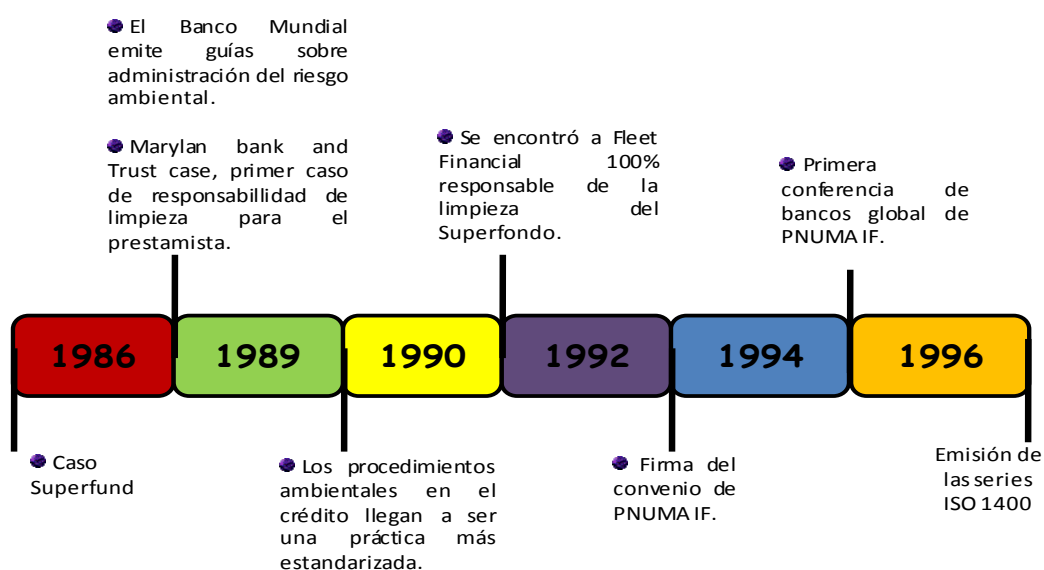 El Banco Mundial
emite guías sobre
administración del riesgo
ambiental.
Marylan bank and
Trust case, primer caso
de responsabillidad de
limpieza para el
prestamista.
Se encontró a Fleet
Financial 100%
responsable de la
limpieza del
Superfondo.
Primera
conferencia de
bancos global de
PNUMA IF.
1986
1989
1990
1992
1994
1996
Caso
Superfund
Los procedimientos
ambientales en el
crédito llegan a ser
una práctica más
estandarizada.
Firma del
convenio de
PNUMA IF.
Emisión de
las series
ISO 1400